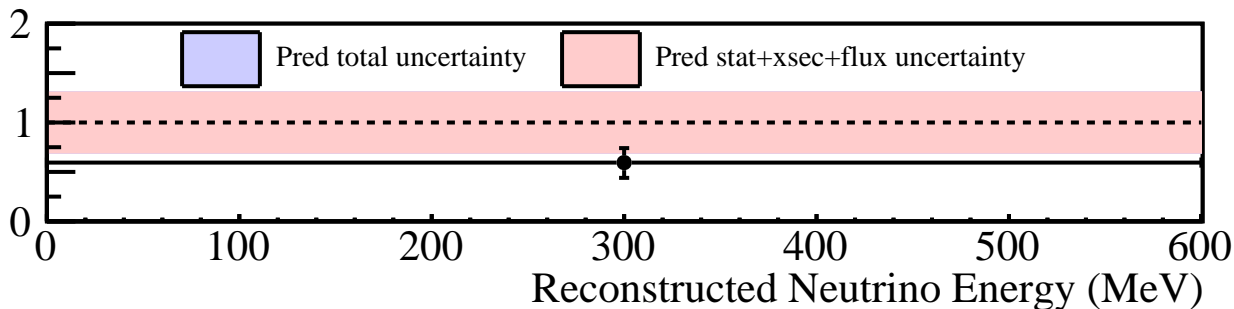 2
Pred total uncertainty Pred stat+xsec+flux uncertainty
1
0
0 100 200 300 400 500 600
Reconstructed Neutrino Energy (MeV)